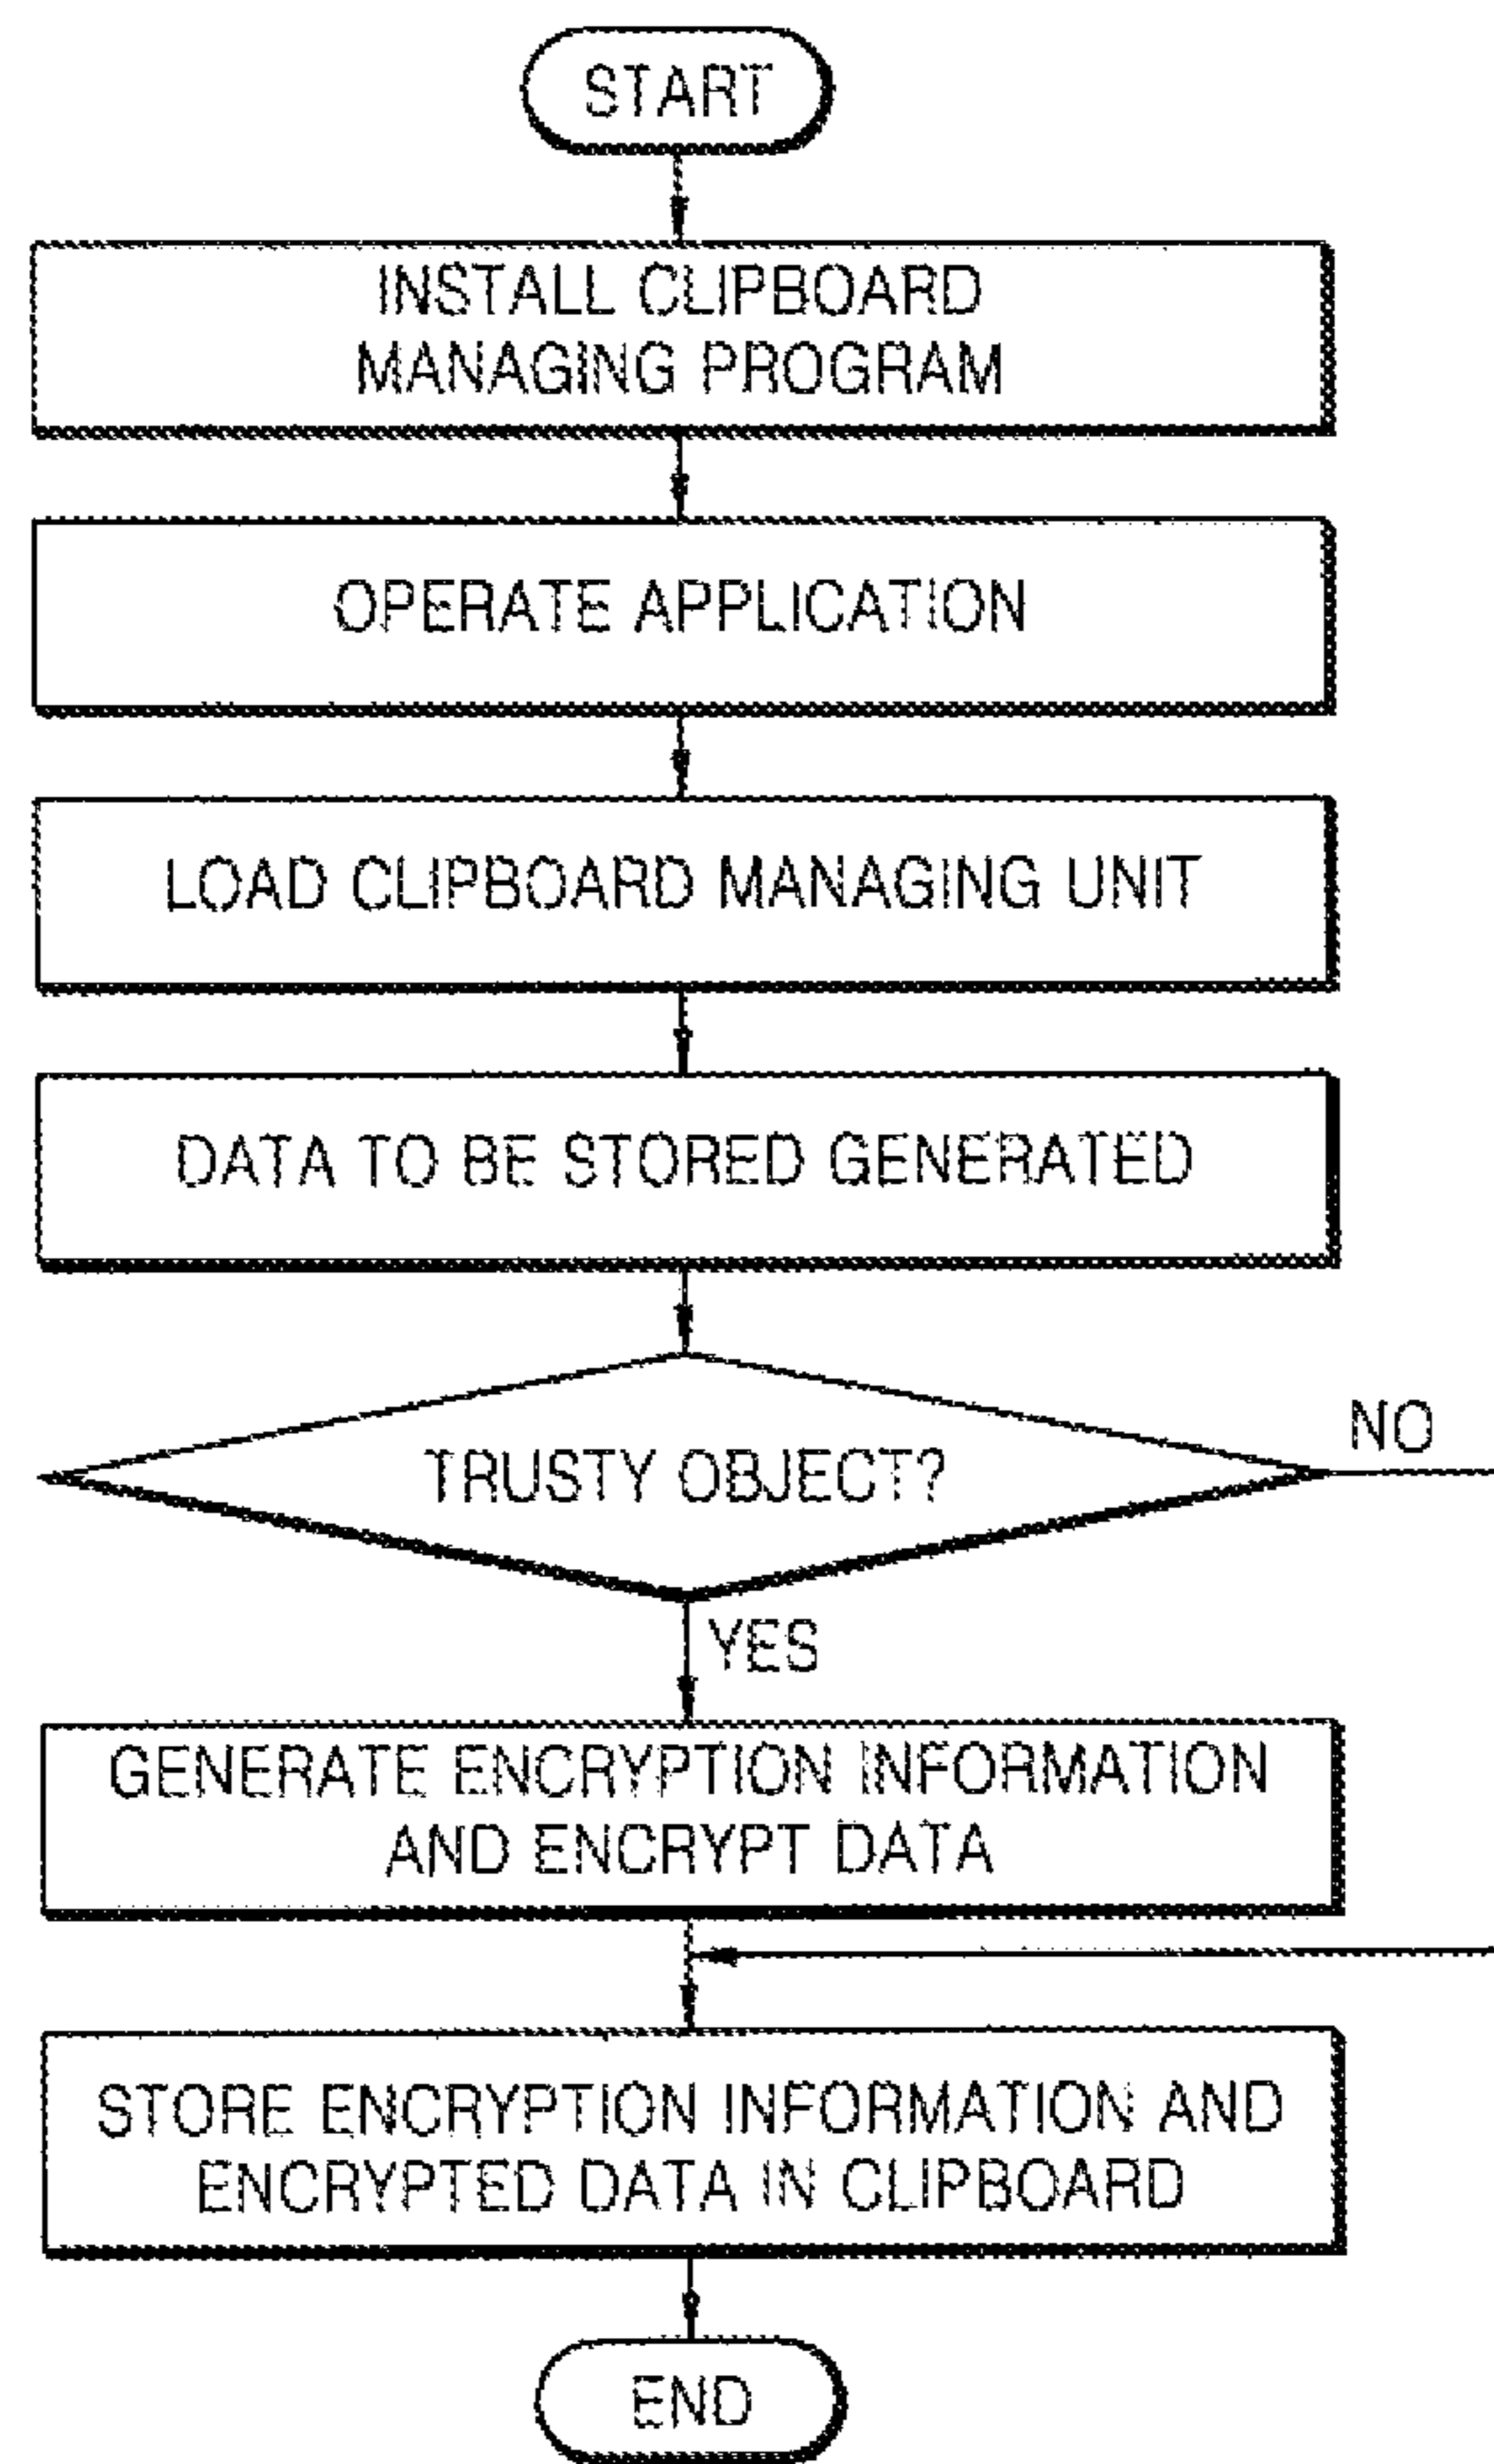 START
INSTALL CLIPBOARD
MANAGING PROGRAM
OPERATE APPLICATION
LOAD CLIPBOARD MANAGING UNIT
DATA TO BE STORED GENERATED
TRUSTY OBJECT?
NO
YES
GENERATE ENCRYPTION INFORMATION
AND ENCRYPT DATA
STORE ENCRYPTION INFORMATION AND
ENCRYPTED DATA IN CLIPBOARD
END